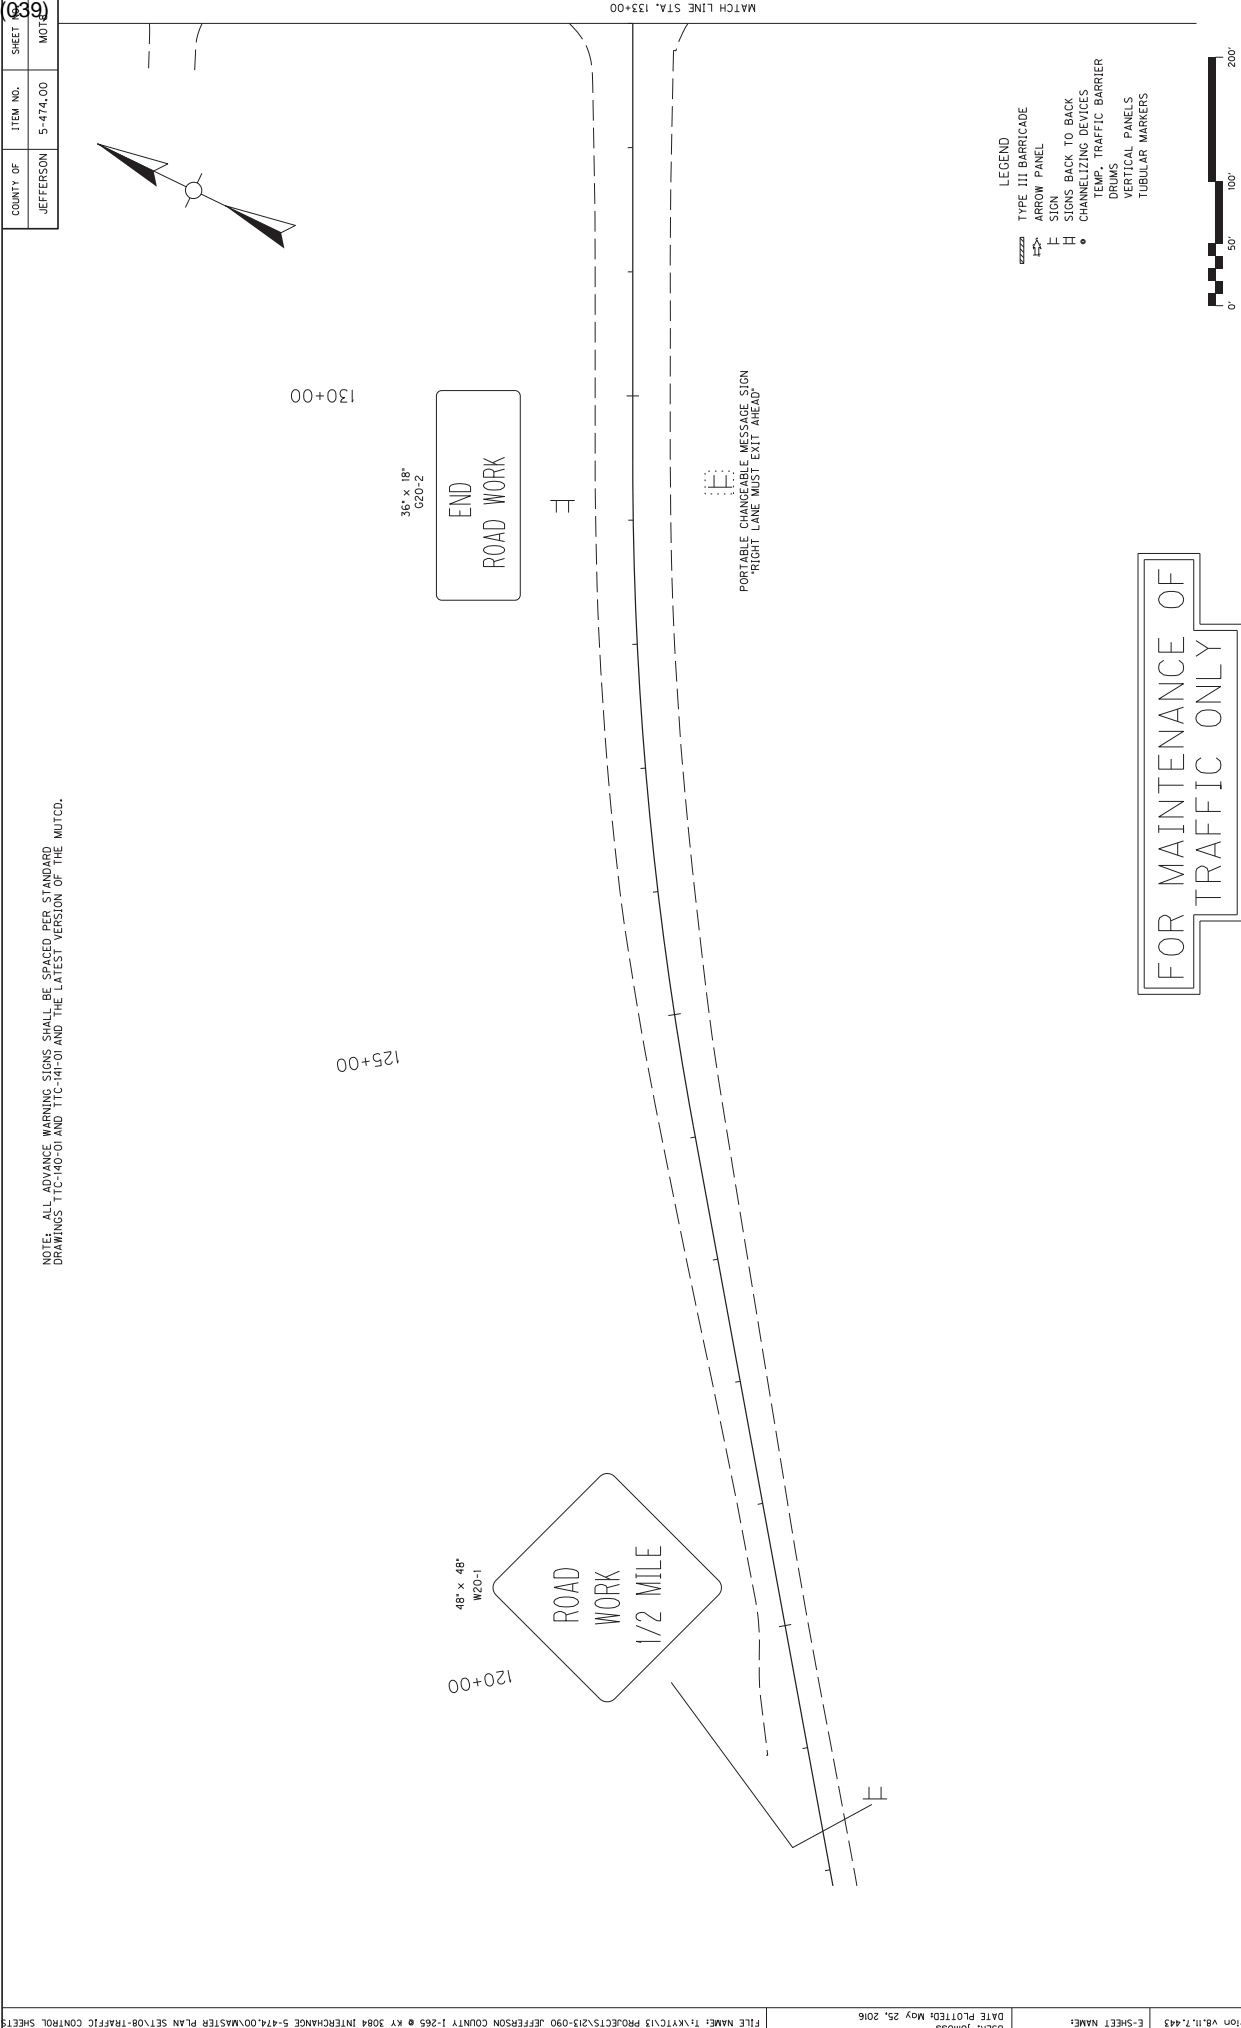 (039)
COUNTY OF
ITEM NO.
SHEET
JEFFERSON
5-474.00
MATCH LINE STA. 133+00
NOTE: ALL ADVANCE WARNING SIGNS SHALL BE SPACED PER STANDARD
DRAWINGS TTC-140-01 AND TTC-141-01 AND THE LATEST VERSION OF THE MUTCD.
130+00
125+00
120+00
36" x 18"
G20-2
END
ROAD WORK
PORTABLE CHANGEABLE MESSAGE SIGN
"RIGHT LANE MUST EXIT AHEAD"
48" x 48"
W20-1
ROAD
WORK
1/2 MILE
LEGEND
TYPE III BARRICADE
ARROW PANEL
SIGN
SIGNS BACK TO BACK
CHANNELIZING DEVICES
TEMP. TRAFFIC BARRIER
DRUMS
VERTICAL PANELS
TUBULAR MARKERS
0' 50' 100' 200'
FOR MAINTENANCE OF
TRAFFIC ONLY
FILE NAME: T:\KYTC\13 PROJECTS\213-090 JEFFERSON COUNTY I-265 @ KY 3084 INTERCHANGE 5-474.00\MASTER PLAN SET\08-TRAFFIC CONTROL SHEETS
DATE PLOTTED: May 25, 2016
E-SHEET NAME:
v8.11.7.443